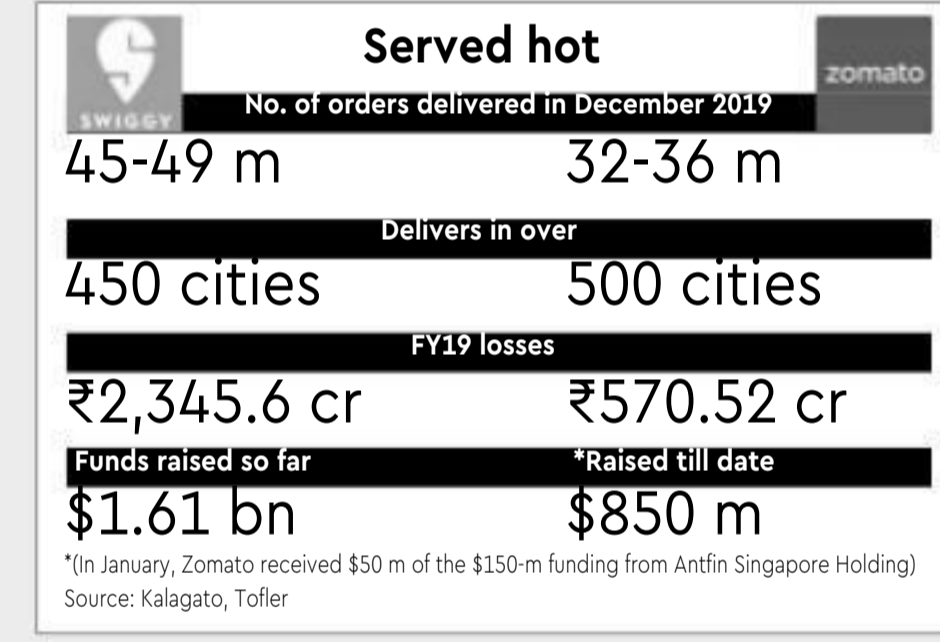 Served hot
SWIGGY
zomato
No. of orders delivered in December 2019
45-49 m 32-36 m
Delivers in over
450 cities 500 cities
FY19 losses
₹2,345.6 cr ₹570.52 cr
Funds raised so far *Raised till date
$1.61 bn $850 m
*(In January, Zomato received $50 m of the $150-m funding from Antfin Singapore Holding)
Source: Kalagato, Tofler